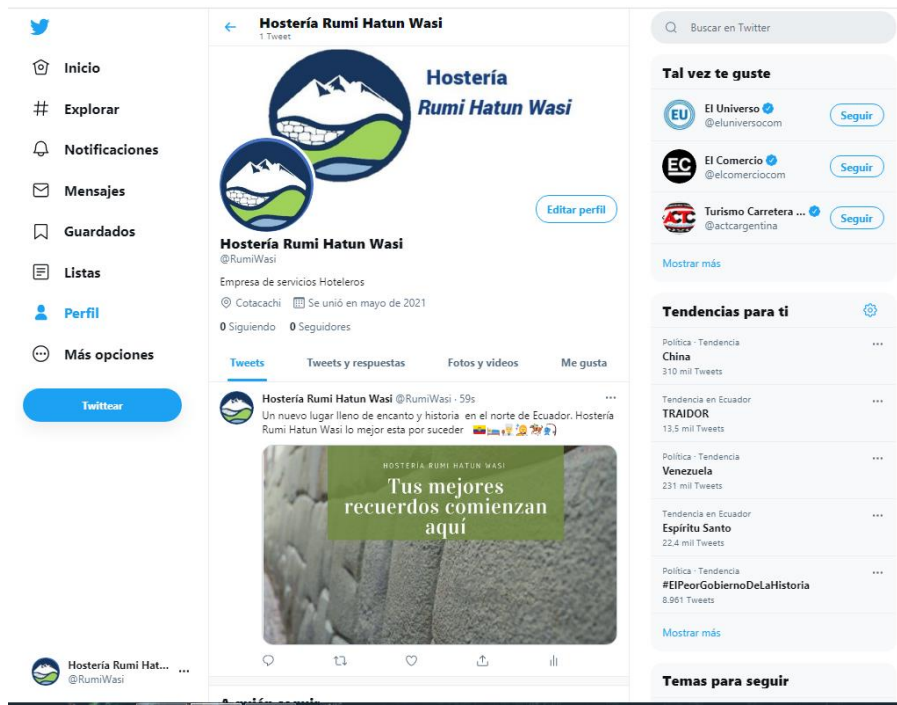 Inicio
Explorar
Notificaciones
Mensajes
Guardados
Listas
Perfil
Más opciones
Twittear
Hostería Rumi Hat...
@RumiWasi
Hostería Rumi Hatun Wasi
1 Tweet
Hostería
Rumi Hatun Wasi
Editar perfil
Hostería Rumi Hatun Wasi
@RumiWasi
Empresa de servicios Hoteleros
Cotacachi Se unió en mayo de 2021
0 Siguiendo 0 Seguidores
Tweets Tweets y respuestas Fotos y videos Me gusta
Hostería Rumi Hatun Wasi @RumiWasi · 59s
Un nuevo lugar lleno de encanto y historia en el norte de Ecuador. Hostería
Rumi Hatun Wasi lo mejor esta por suceder
HOSTERÍA RUMI HATUN WASI
Tus mejores
recuerdos comienzan
aquí
A quién seguir
Buscar en Twitter
Tal vez te guste
EU
El Universo
@eluniversocom
Seguir
EC
El Comercio
@elcomerciocom
Seguir
ACTC
Turismo Carretera ...
@actcargentina
Seguir
Mostrar más
Tendencias para ti
Política · Tendencia
China
310 mil Tweets
Tendencia en Ecuador
TRAIDOR
13,5 mil Tweets
Política · Tendencia
Venezuela
231 mil Tweets
Tendencia en Ecuador
Espíritu Santo
22,4 mil Tweets
Política · Tendencia
#ElPeorGobiernoDeLaHistoria
8.961 Tweets
Mostrar más
Temas para seguir